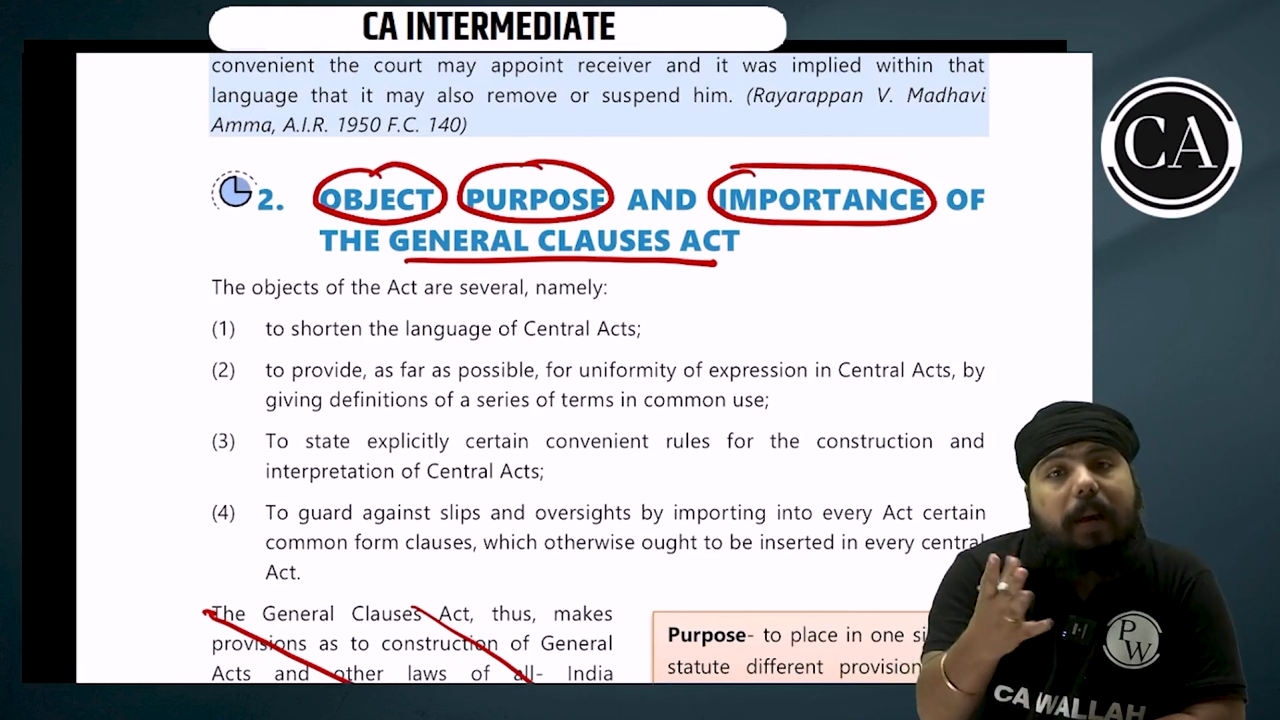 CA INTERMEDIATE
convenient the court may appoint receiver and it was implied within that
language that it may also remove or suspend him. (Rayarappan V. Madhavi
Amma, A.I.R. 1950 F.C. 140)
CA
2. OBJECT PURPOSE AND IMPORTANCE OF
THE GENERAL CLAUSES ACT
The objects of the Act are several, namely:
(1) to shorten the language of Central Acts;
(2) to provide, as far as possible, for uniformity of expression in Central Acts, by
giving definitions of a series of terms in common use;
(3) To state explicitly certain convenient rules for the construction and
interpretation of Central Acts;
(4) To guard against slips and oversights by importing into every Act certain
common form clauses, which otherwise ought to be inserted in every central
Act.
The General Clauses Act, thus, makes
provisions as to construction of General
Acts and other laws of all- India
Purpose- to place in one
statute different
PW
CA WALLAH